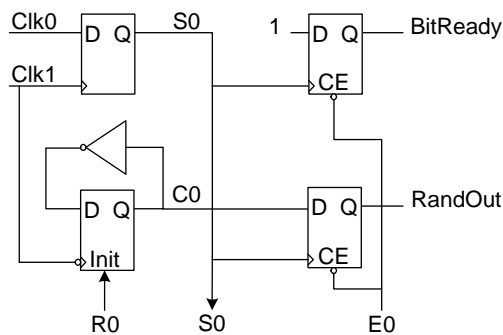 Clk0 D Q S0 1 D Q BitReady
Clk1 CE
D Q C0 D Q RandOut
Init CE
R0 S0 E0